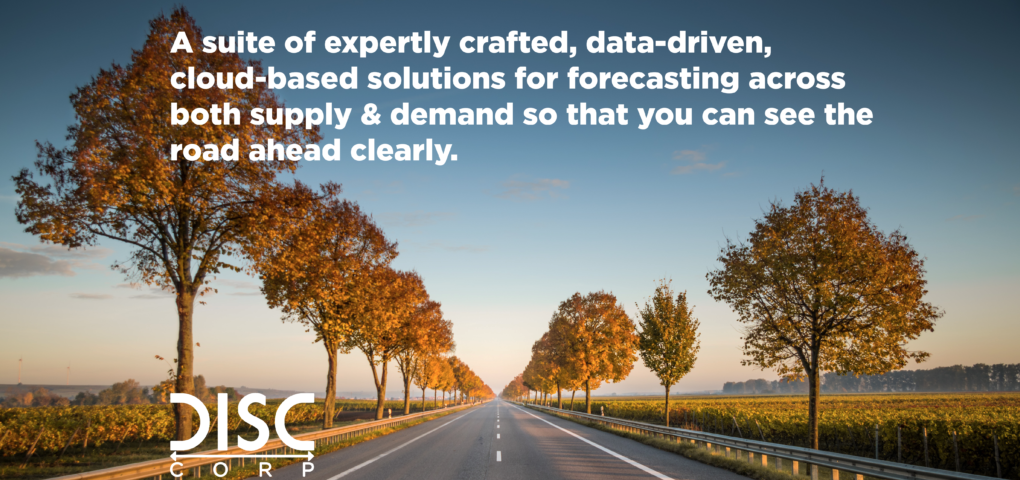 A suite of expertly crafted, data-driven,
cloud-based solutions for forecasting across
both supply & demand so that you can see the
road ahead clearly.
DISC
CORP